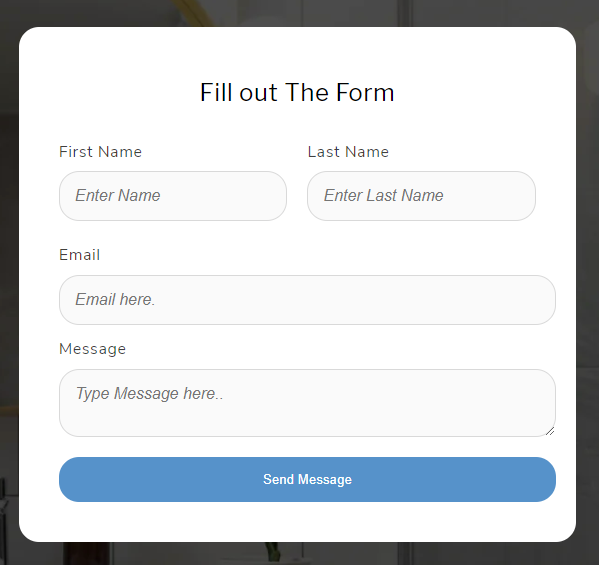 Fill out The Form
First Name
Last Name
Enter Name
Enter Last Name
Email
Email here.
Message
Type Message here..
Send Message